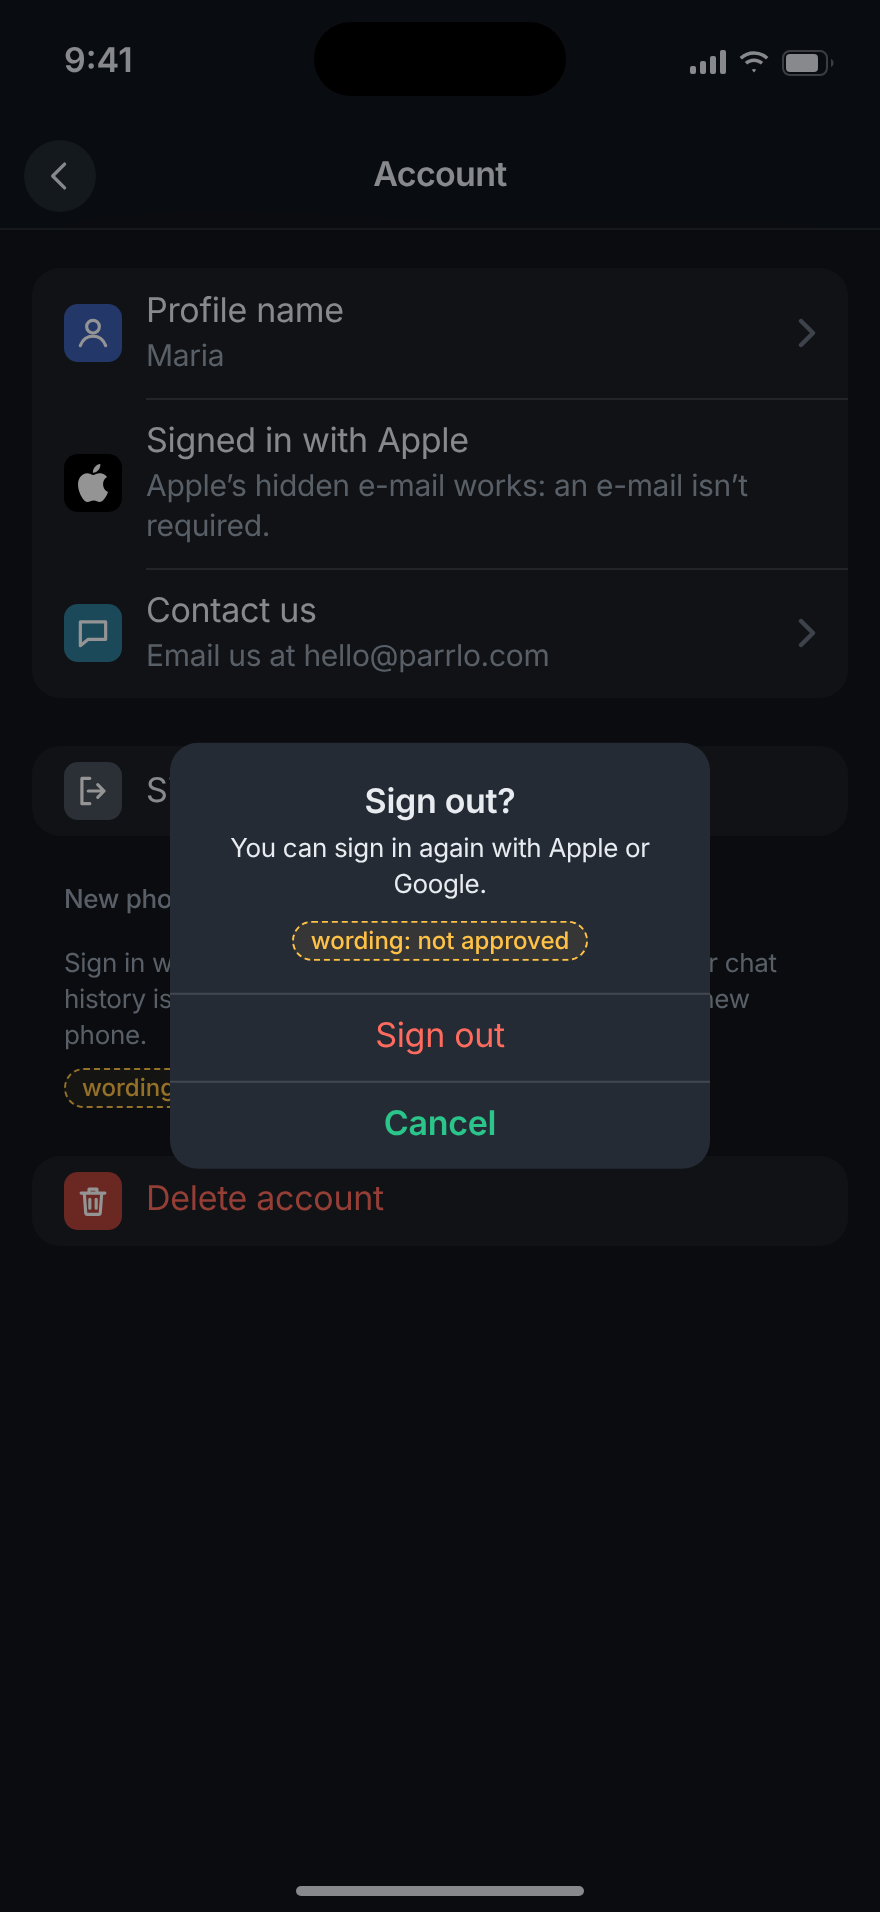 9:41
Account
Profile name
Maria
Signed in with Apple
Apple’s hidden e-mail works: an e-mail isn’t
required.
Contact us
Email us at hello@parrlo.com
Sign out?
You can sign in again with Apple or
Google.
wording: not approved
Sign out
Cancel
New
Sign in
chat
history is
new
phone.
wording
Delete account